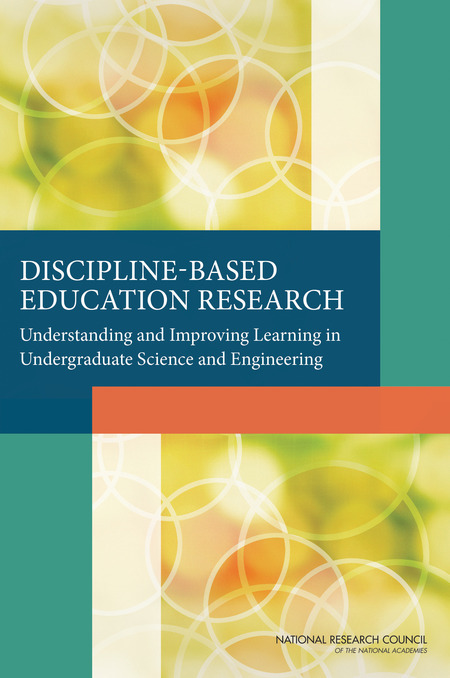 DISCIPLINE-BASED
EDUCATION RESEARCH
Understanding and Improving Learning in
Undergraduate Science and Engineering
NATIONAL RESEARCH COUNCIL
OF THE NATIONAL ACADEMIES